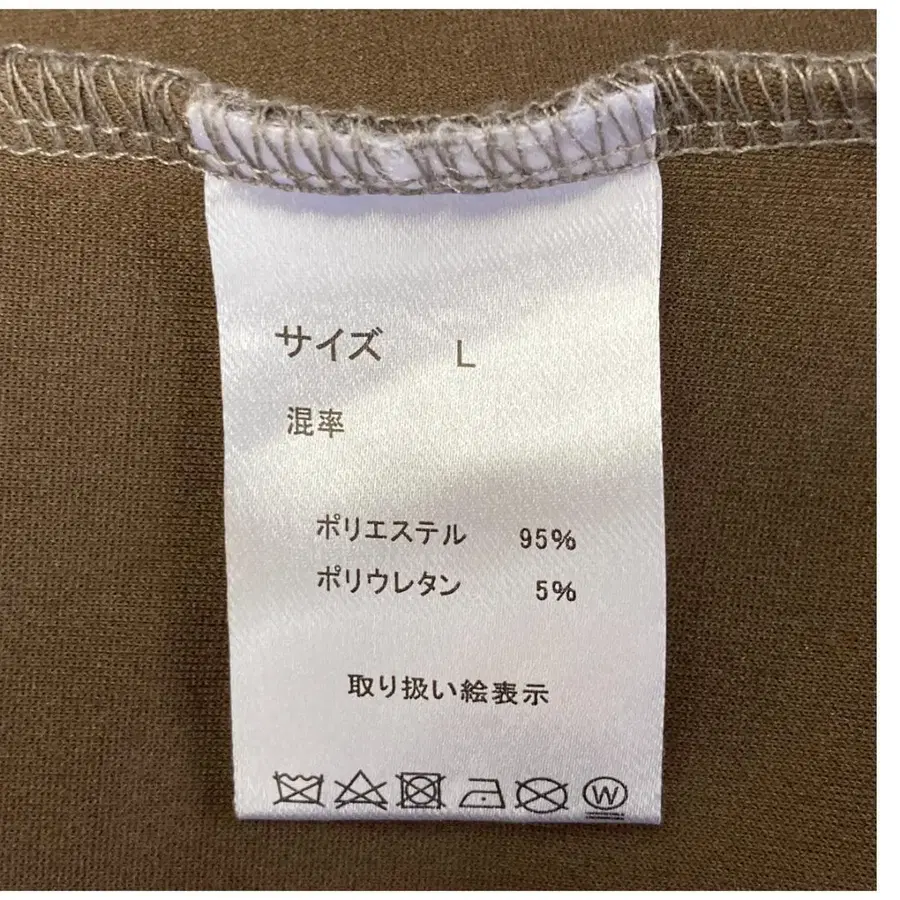 サイズ L
混率
ポリエステル 95%
ポリウレタン 5%
取り扱い絵表示
W